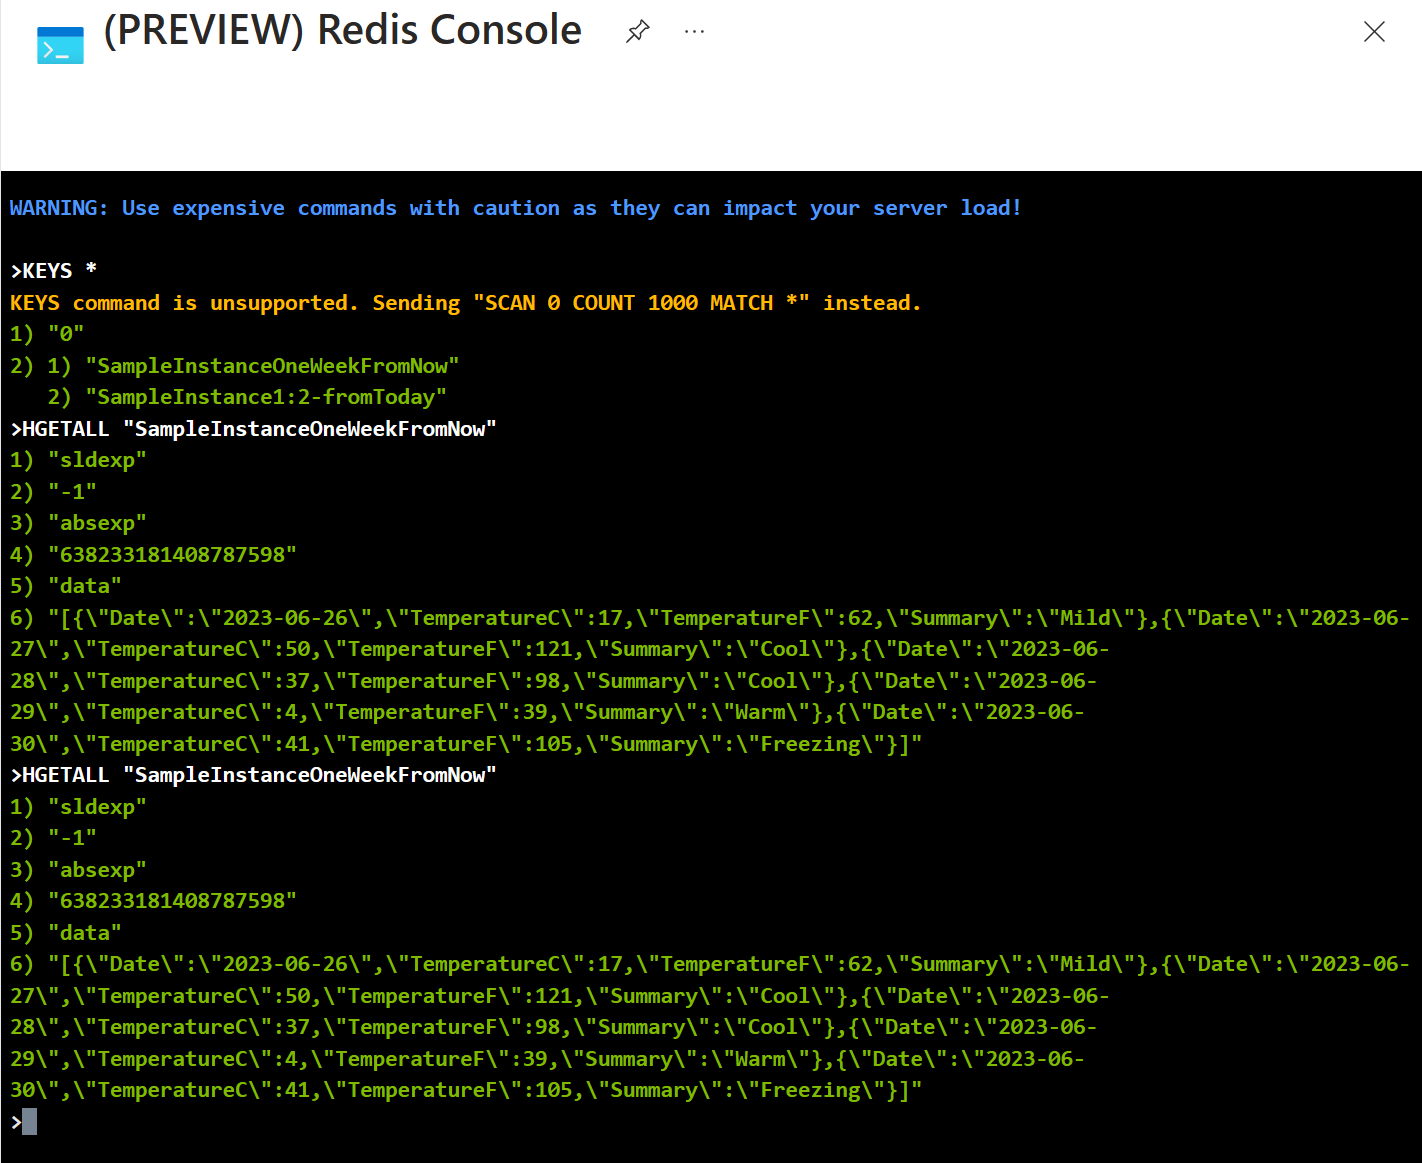 (PREVIEW) Redis Console
WARNING: Use expensive commands with caution as they can impact your server load!
>KEYS *
KEYS command is unsupported. Sending "SCAN 0 COUNT 1000 MATCH *" instead.
1) "0"
2) 1) "SampleInstanceOneWeekFromNow"
   2) "SampleInstance1:2-fromToday"
>HGETALL "SampleInstanceOneWeekFromNow"
1) "sldexp"
2) "-1"
3) "absexp"
4) "638233181408787598"
5) "data"
6) "[{\"Date\":\"2023-06-26\",\"TemperatureC\":17,\"TemperatureF\":62,\"Summary\":\"Mild\"},{\"Date\":\"2023-06-
27\",\"TemperatureC\":50,\"TemperatureF\":121,\"Summary\":\"Cool\"},{\"Date\":\"2023-06-
28\",\"TemperatureC\":37,\"TemperatureF\":98,\"Summary\":\"Cool\"},{\"Date\":\"2023-06-
29\",\"TemperatureC\":4,\"TemperatureF\":39,\"Summary\":\"Warm\"},{\"Date\":\"2023-06-
30\",\"TemperatureC\":41,\"TemperatureF\":105,\"Summary\":\"Freezing\"}]"
>HGETALL "SampleInstanceOneWeekFromNow"
1) "sldexp"
2) "-1"
3) "absexp"
4) "638233181408787598"
5) "data"
6) "[{\"Date\":\"2023-06-26\",\"TemperatureC\":17,\"TemperatureF\":62,\"Summary\":\"Mild\"},{\"Date\":\"2023-06-
27\",\"TemperatureC\":50,\"TemperatureF\":121,\"Summary\":\"Cool\"},{\"Date\":\"2023-06-
28\",\"TemperatureC\":37,\"TemperatureF\":98,\"Summary\":\"Cool\"},{\"Date\":\"2023-06-
29\",\"TemperatureC\":4,\"TemperatureF\":39,\"Summary\":\"Warm\"},{\"Date\":\"2023-06-
30\",\"TemperatureC\":41,\"TemperatureF\":105,\"Summary\":\"Freezing\"}]"
>